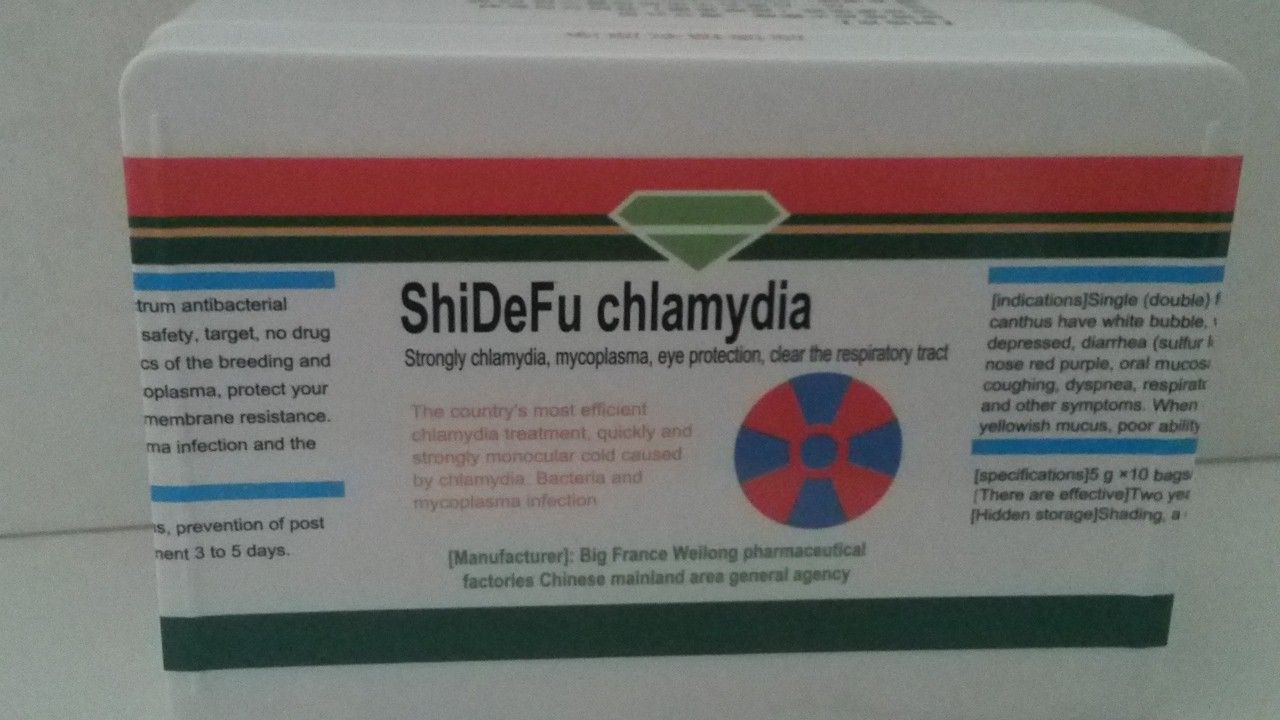 trum antibacterial
safety, target, no drug
cs of the breeding and
oplasma, protect your
membrane resistance.
ma infection and the
s, prevention of post
ment 3 to 5 days.
ShiDeFu chlamydia
Strongly chlamydia, mycoplasma, eye protection, clear the respiratory tract
The country's most efficient
chlamydia treatment, quickly and
strongly monocular cold caused
by chlamydia. Bacteria and
mycoplasma infection
[Manufacturer]: Big France Weilong pharmaceutical
factories Chinese mainland area general agency
[indications]Single (double) f
canthus have white bubble,
depressed, diarrhea (sulfur
nose red purple, oral mucos
coughing, dyspnea, respirat
and other symptoms. When
yellowish mucus, poor ability
[specifications]5 g ×10 bags
[There are effective]Two yea
[Hidden storage]Shading, a